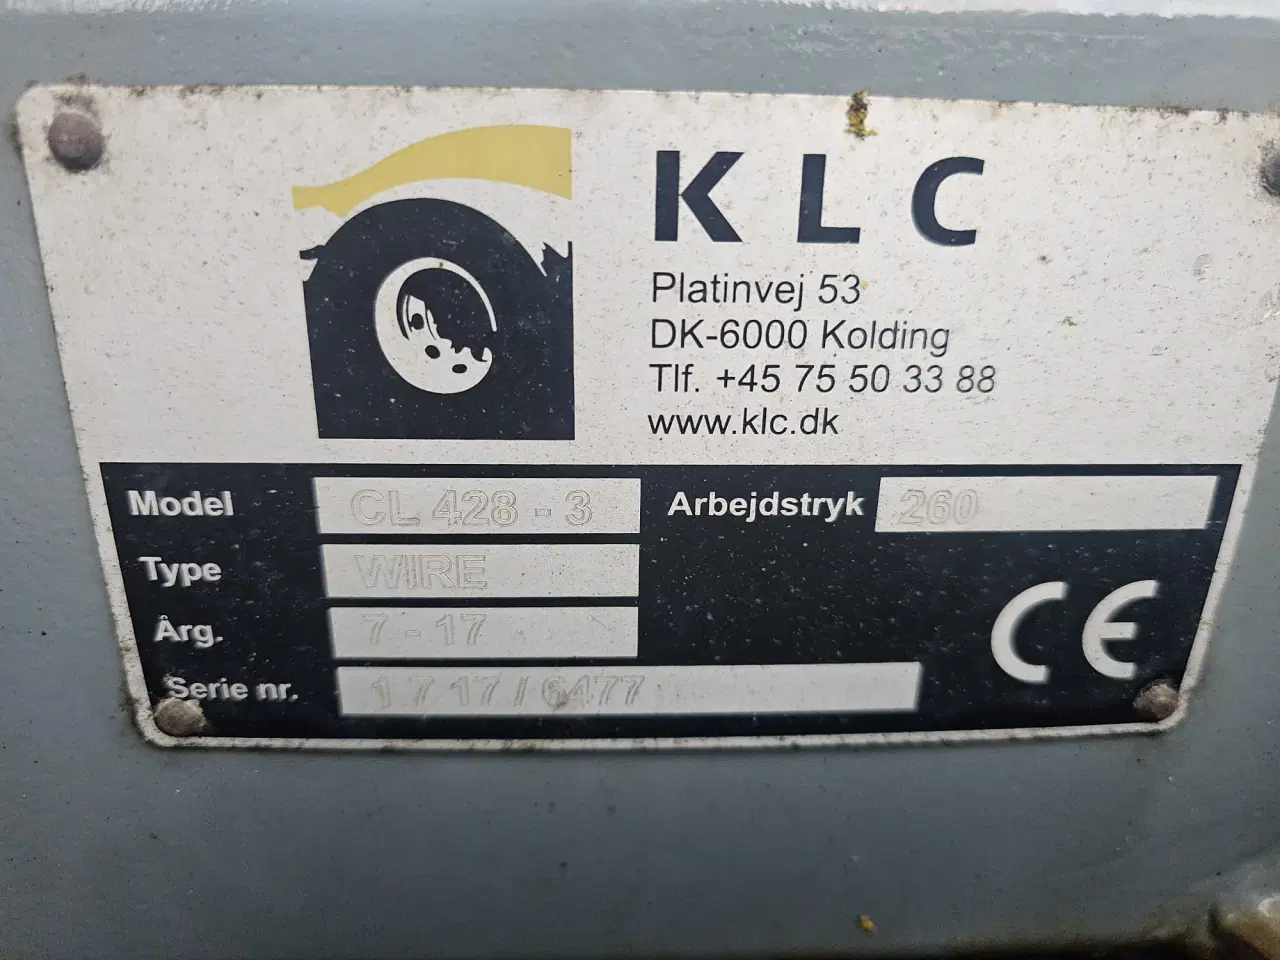 KLC
Platinvej 53
DK-6000 Kolding
Tlf. +45 75 50 33 88
www.klc.dk
Model CL 428 - 3 Arbejdstryk 260
Type WIRE
Årg. 7 - 17
Serie nr. 1 7 17 / 6477
CE